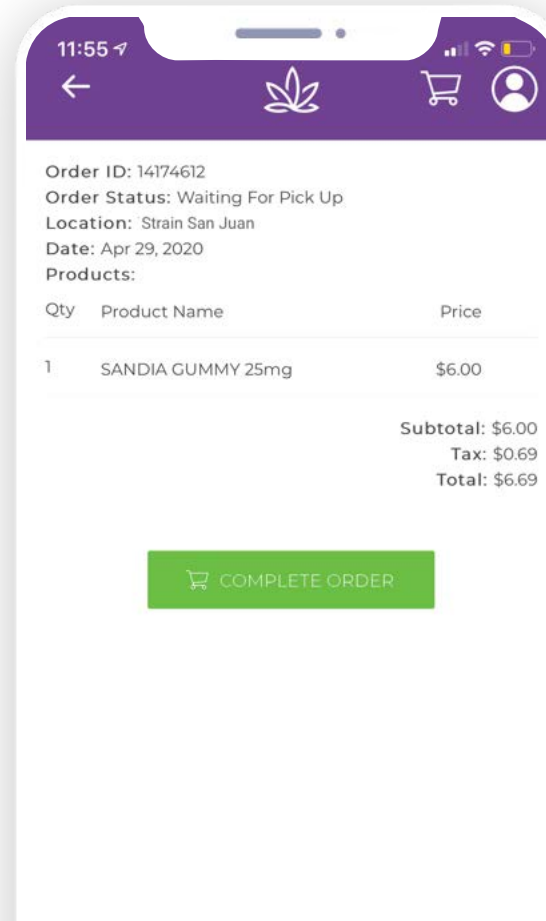 11:55
Order ID: 14174612
Order Status: Waiting For Pick Up
Location: Strain San Juan
Date: Apr 29, 2020
Products:
Qty Product Name Price
1 SANDIA GUMMY 25mg $6.00
Subtotal: $6.00
Tax: $0.69
Total: $6.69
COMPLETE ORDER